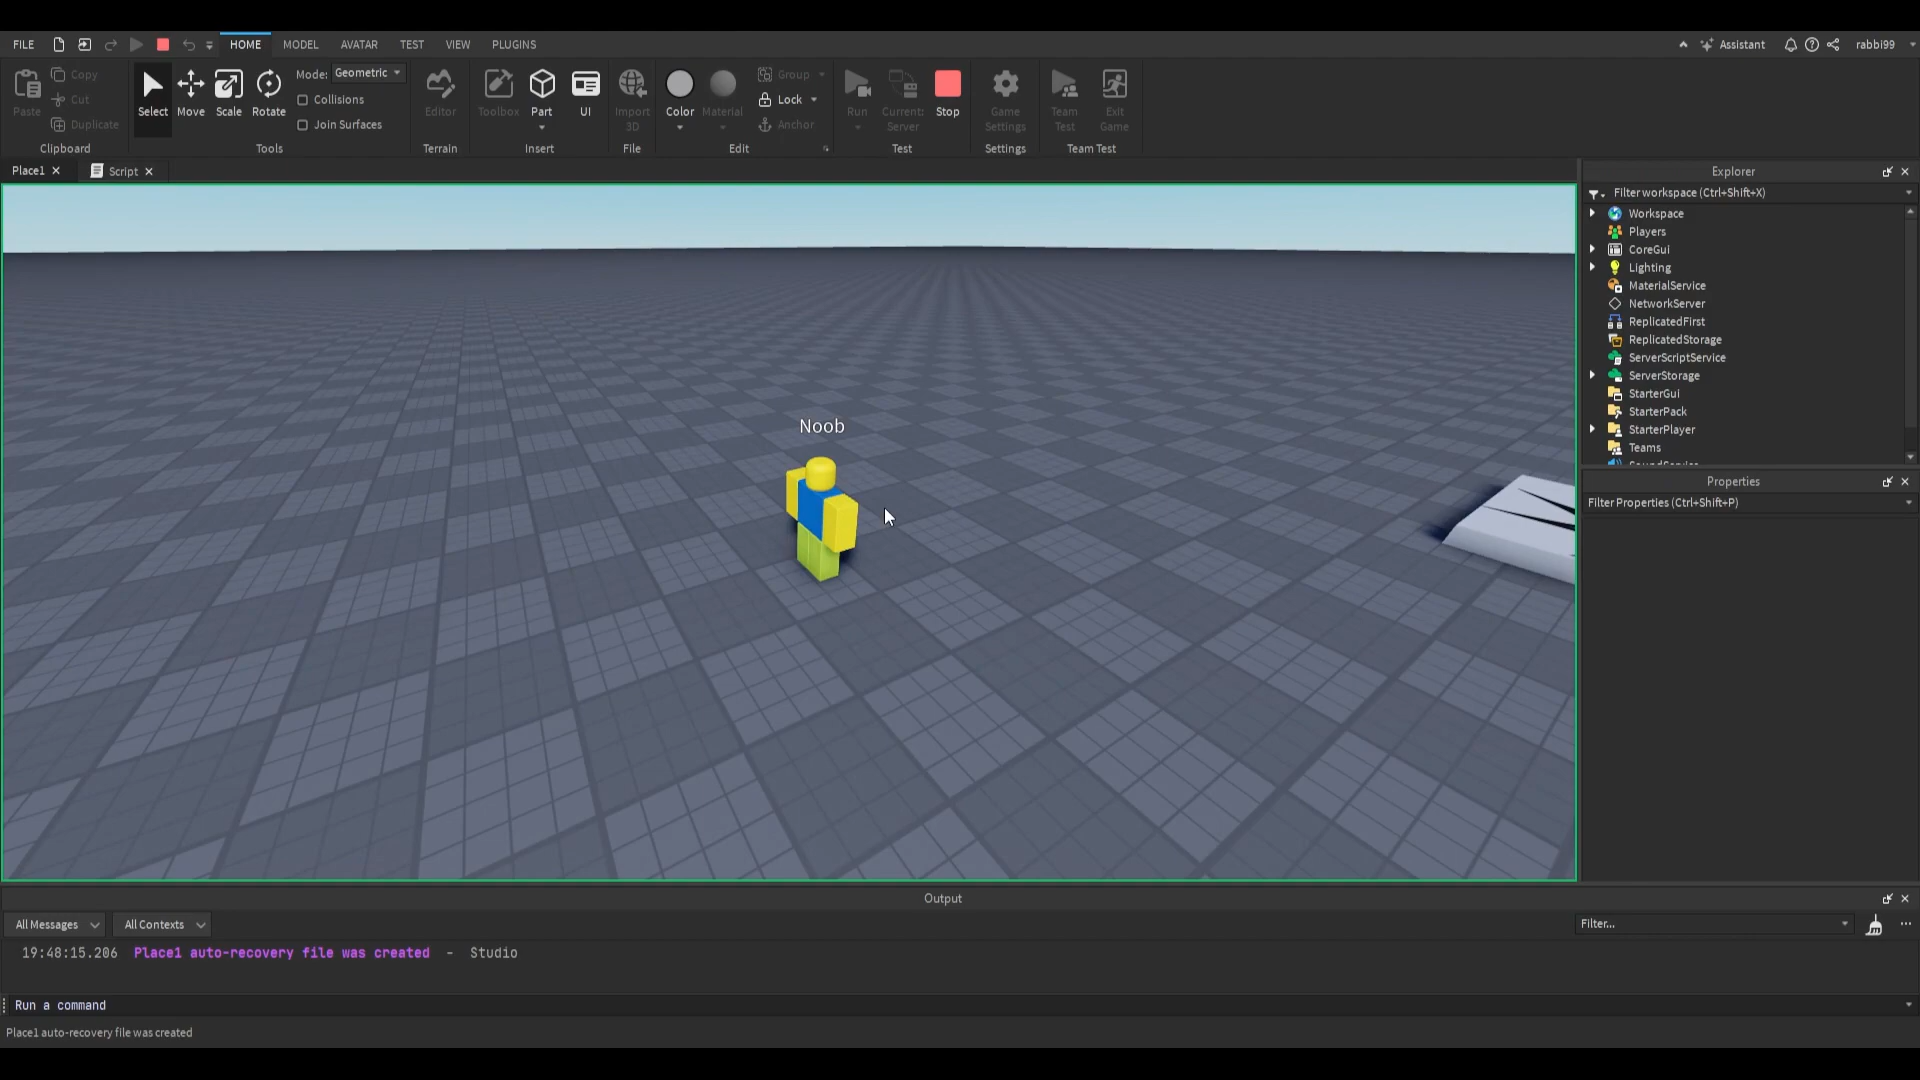 FILE HOME MODEL AVATAR TEST VIEW PLUGINS Assistant rabbi99
Paste Copy Cut Duplicate Clipboard
Select Move Scale Rotate Mode: Geometric Collisions Join Surfaces Tools
Editor Terrain
Toolbox Part UI Insert
Import 3D File
Color Material Group Lock Anchor Edit
Run Current: Server Stop Test
Game Settings Settings
Team Test Exit Game Team Test
Place1 Script
Noob
Explorer
Filter workspace (Ctrl+Shift+X)
Workspace
Players
CoreGui
Lighting
MaterialService
NetworkServer
ReplicatedFirst
ReplicatedStorage
ServerScriptService
ServerStorage
StarterGui
StarterPack
StarterPlayer
Teams
SoundService
Properties
Filter Properties (Ctrl+Shift+P)
Output
All Messages All Contexts Filter...
19:48:15.206 Place1 auto-recovery file was created - Studio
Run a command
Place1 auto-recovery file was created